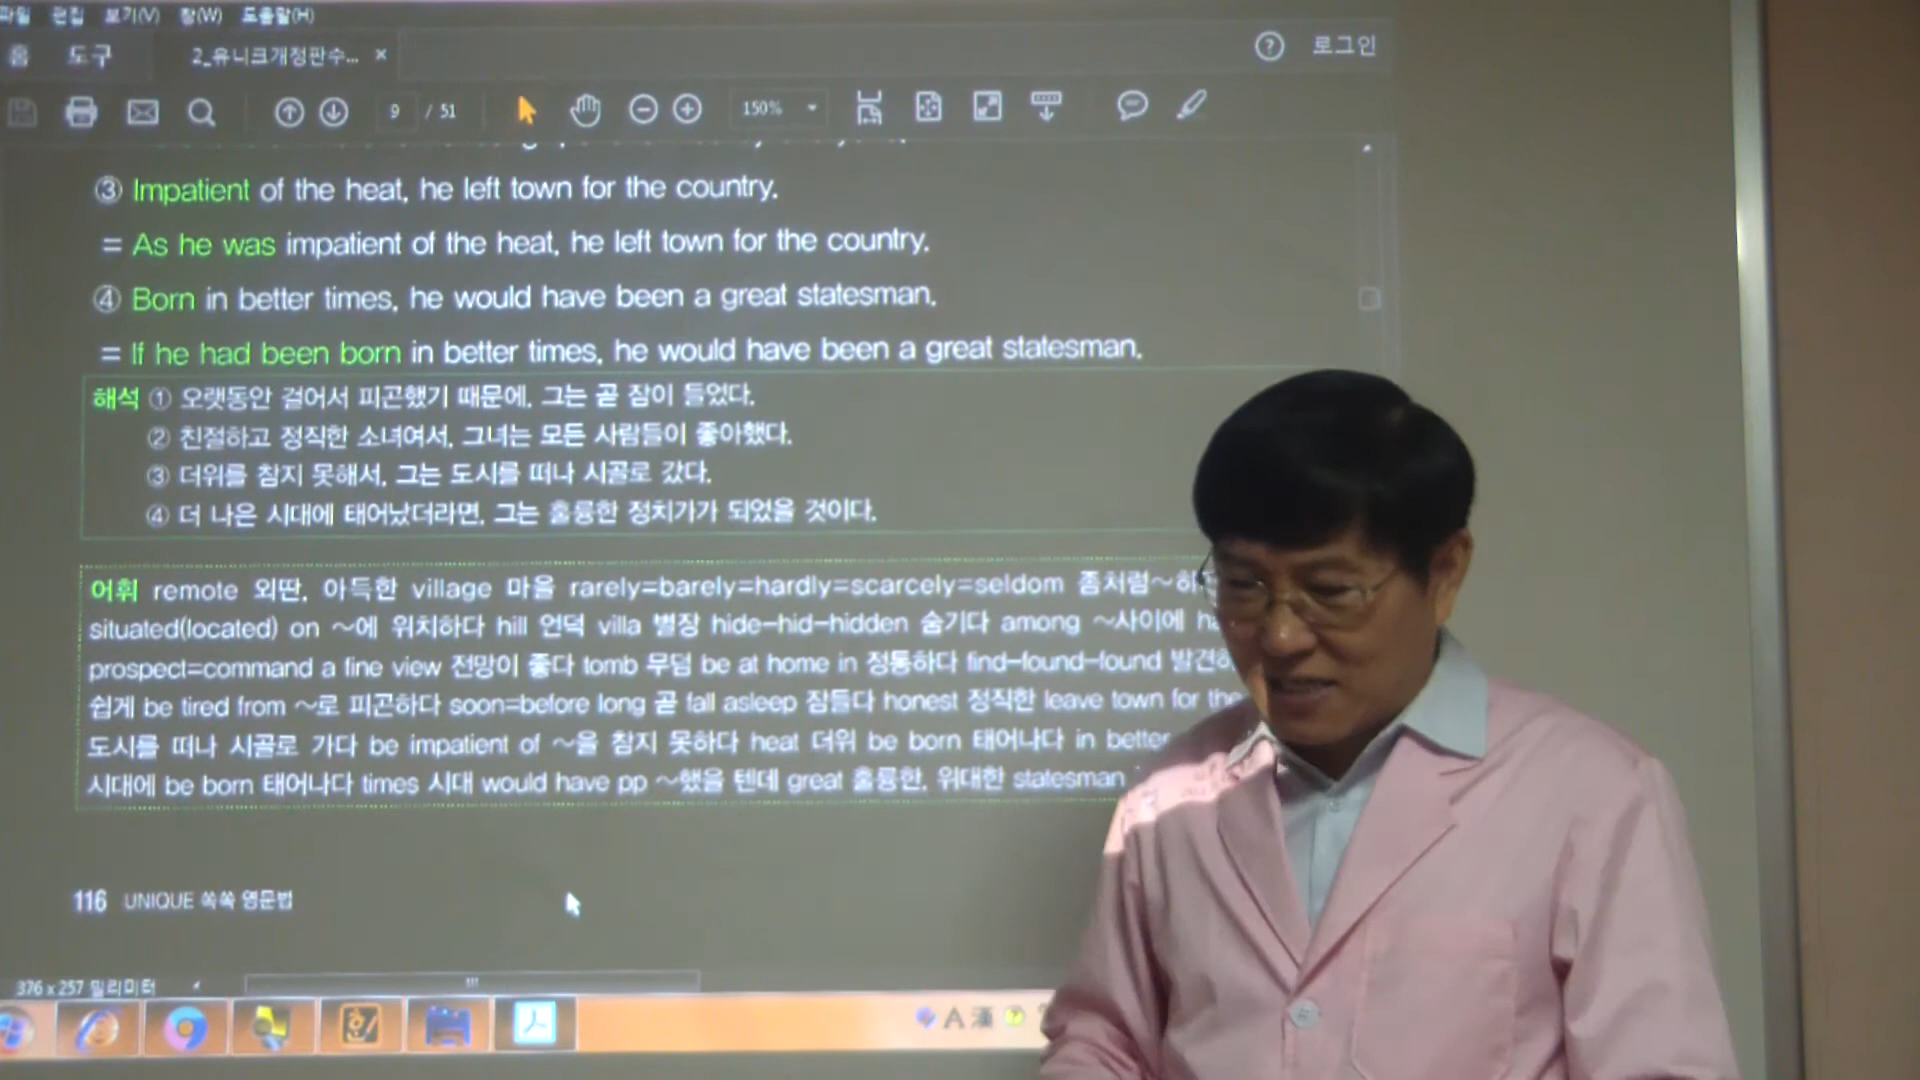 파일 편집 보기(V) 창(W) 도움말(H)
홈 도구 2_유니크개정판수... × ? 로그인
9 / 51 150%
③ Impatient of the heat, he left town for the country.
= As he was impatient of the heat, he left town for the country.
④ Born in better times, he would have been a great statesman.
= If he had been born in better times, he would have been a great statesman.
해석 ① 오랫동안 걸어서 피곤했기 때문에, 그는 곧 잠이 들었다.
② 친절하고 정직한 소녀여서, 그녀는 모든 사람들이 좋아했다.
③ 더위를 참지 못해서, 그는 도시를 떠나 시골로 갔다.
④ 더 나은 시대에 태어났더라면, 그는 훌륭한 정치가가 되었을 것이다.
어휘 remote 외딴, 아득한 village 마을 rarely=barely=hardly=scarcely=seldom 좀처럼~하
situated(located) on ~에 위치하다 hill 언덕 villa 별장 hide-hid-hidden 숨기다 among ~사이에 ha
prospect=command a fine view 전망이 좋다 tomb 무덤 be at home in 정통하다 find-found-found 발견하
쉽게 be tired from ~로 피곤하다 soon=before long 곧 fall asleep 잠들다 honest 정직한 leave town for the
도시를 떠나 시골로 가다 be impatient of ~을 참지 못하다 heat 더위 be born 태어나다 in better
시대에 be born 태어나다 times 시대 would have pp ~했을 텐데 great 훌륭한, 위대한 statesman
116 UNIQUE 쏙쏙 영문법
376 x 257 밀리미터
A 漢